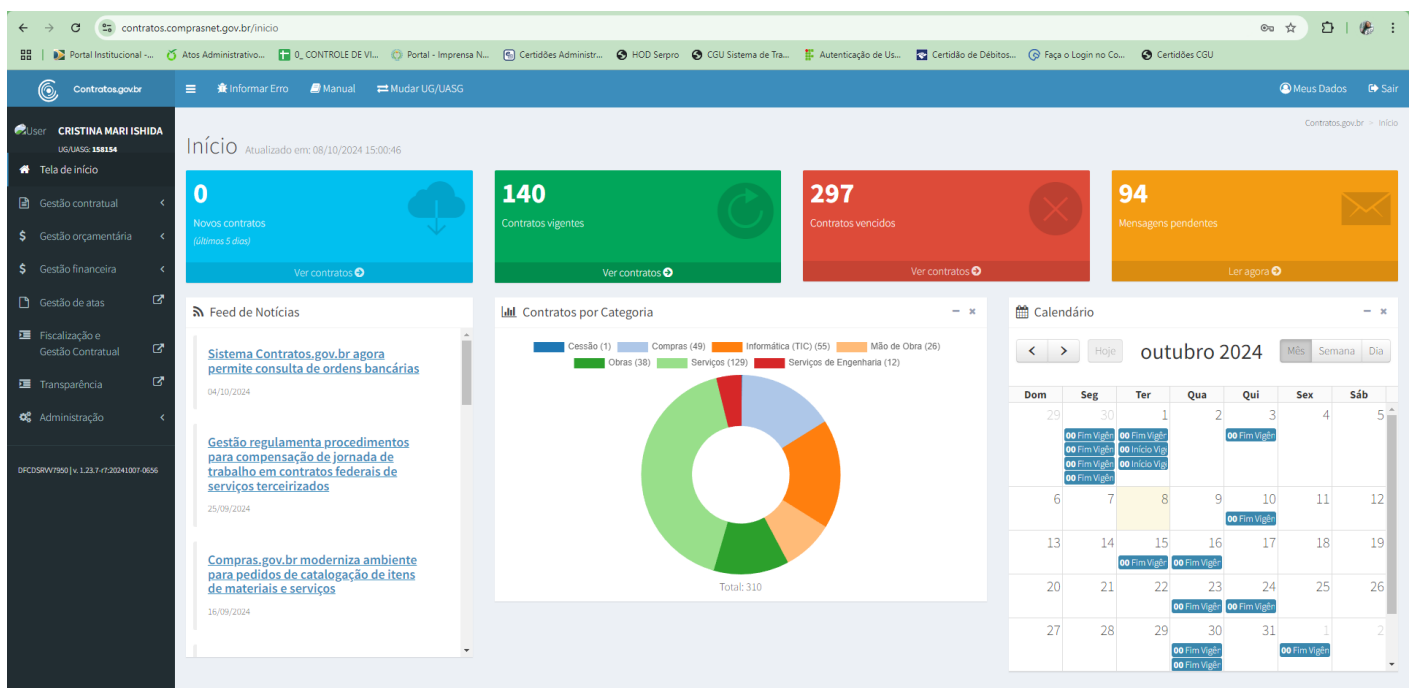 contratos.comprasnet.gov.br/inicio
Portal Institucional -...
Atos Administrativo...
0_ CONTROLE DE VI...
Portal - Imprensa N...
Certidões Administr...
HOD Serpro
CGU Sistema de Tra...
Autenticação de Us...
Certidão de Débitos...
Faça o Login no Co...
Certidões CGU
Contratos.gov.br
Informar Erro
Manual
Mudar UG/UASG
Meus Dados
Sair
User
CRISTINA MARI ISHIDA
UG/UASG: 158154
Tela de início
Gestão contratual
Gestão orçamentária
Gestão financeira
Gestão de atas
Fiscalização e
Gestão Contratual
Transparência
Administração
DFCDSRVV7950 | v. 1.23.7-r7:20241007-0656
Contratos.gov.br > Início
Início Atualizado em: 08/10/2024 15:00:46
0
Novos contratos
(últimos 5 dias)
Ver contratos
140
Contratos vigentes
Ver contratos
297
Contratos vencidos
Ver contratos
94
Mensagens pendentes
Ler agora
Feed de Notícias
Sistema Contratos.gov.br agora
permite consulta de ordens bancárias
04/10/2024
Gestão regulamenta procedimentos
para compensação de jornada de
trabalho em contratos federais de
serviços terceirizados
25/09/2024
Compras.gov.br moderniza ambiente
para pedidos de catalogação de itens
de materiais e serviços
16/09/2024
Contratos por Categoria
Cessão (1) Compras (49) Informática (TIC) (55) Mão de Obra (26)
Obras (38) Serviços (129) Serviços de Engenharia (12)
Total: 310
Calendário
Hoje
outubro 2024
Mês Semana Dia
Dom Seg Ter Qua Qui Sex Sáb
29 30 1 2 3 4 5
00 Fim Vigên 00 Fim Vigên 00 Fim Vigên
00 Fim Vigên 00 Início Vigê
00 Fim Vigên 00 Início Vigê
00 Fim Vigên
6 7 8 9 10 11 12
00 Fim Vigên
13 14 15 16 17 18 19
00 Fim Vigên 00 Fim Vigên
20 21 22 23 24 25 26
00 Fim Vigên 00 Fim Vigên
27 28 29 30 31 1 2
00 Fim Vigên 00 Fim Vigên
00 Fim Vigên